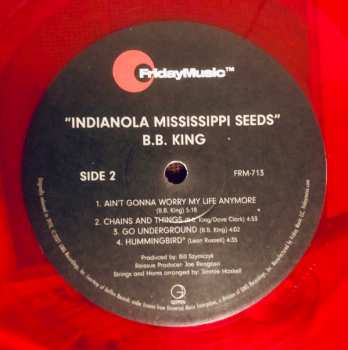 FridayMusic™
"INDIANOLA MISSISSIPPI SEEDS"
B.B. KING
SIDE 2
FRM-713
1. AIN'T GONNA WORRY MY LIFE ANYMORE
(B.B. King) 5:18
2. CHAINS AND THINGS (B.B. King/Dave Clark) 4:53
3. GO UNDERGROUND (B.B. King) 4:02
4. HUMMINGBIRD* (Leon Russell) 4:35
Produced by: Bill Szymczyk
Reissue Producer: Joe Reagoso
Strings and Horns arranged by: Jimmie Haskell
G
GEFFEN